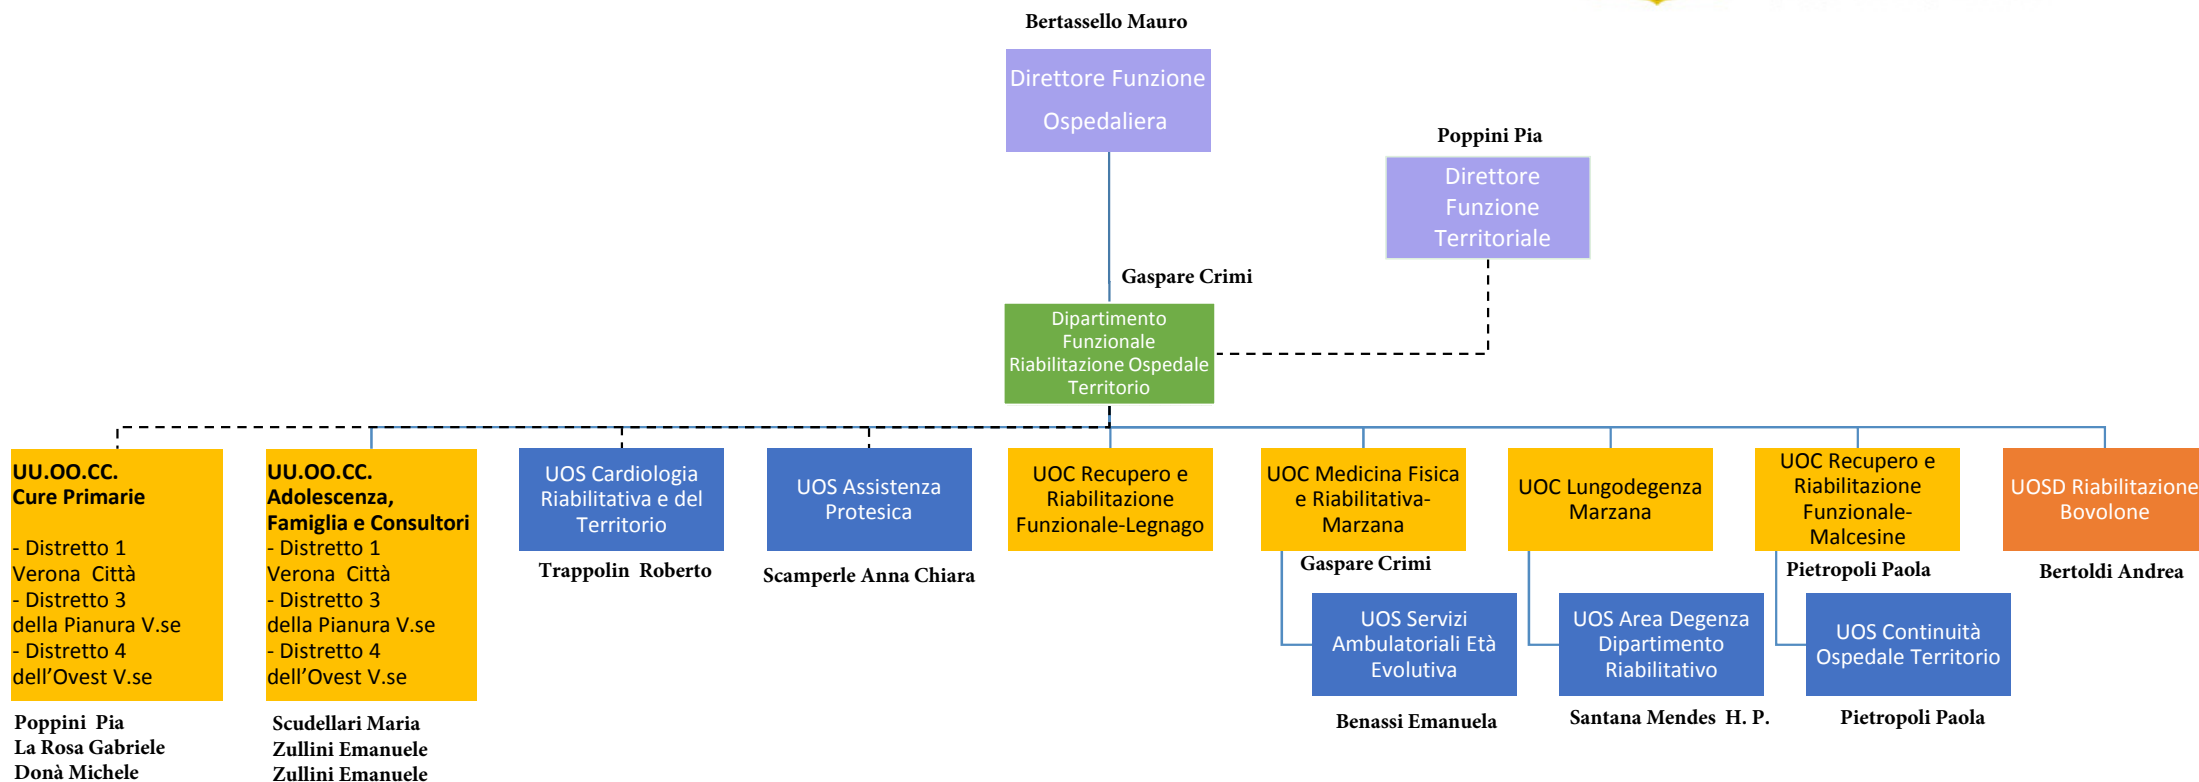 Bertassello Mauro
Direttore Funzione
Ospedaliera
Poppini Pia
Direttore
Funzione
Territoriale
Gaspare Crimi
Dipartimento
Funzionale
Riabilitazione Ospedale
Territorio
UU.OO.CC.
Cure Primarie
- Distretto 1
Verona Città
- Distretto 3
della Pianura V.se
- Distretto 4
dell'Ovest V.se
Poppini Pia
La Rosa Gabriele
Donà Michele
UU.OO.CC.
Adolescenza,
Famiglia e Consultori
- Distretto 1
Verona Città
- Distretto 3
della Pianura V.se
- Distretto 4
dell'Ovest V.se
Scudellari Maria
Zullini Emanuele
Zullini Emanuele
UOS Cardiologia
Riabilitativa e del
Territorio
Trappolin Roberto
UOS Assistenza
Protesica
Scamperle Anna Chiara
UOC Recupero e
Riabilitazione
Funzionale-Legnago
UOC Medicina Fisica
e Riabilitativa-
Marzana
Gaspare Crimi
UOS Servizi
Ambulatoriali Età
Evolutiva
Benassi Emanuela
UOC Lungodegenza
Marzana
UOS Area Degenza
Dipartimento
Riabilitativo
Santana Mendes H. P.
UOC Recupero e
Riabilitazione
Funzionale-
Malcesine
Pietropoli Paola
UOS Continuità
Ospedale Territorio
Pietropoli Paola
UOSD Riabilitazione
Bovolone
Bertoldi Andrea